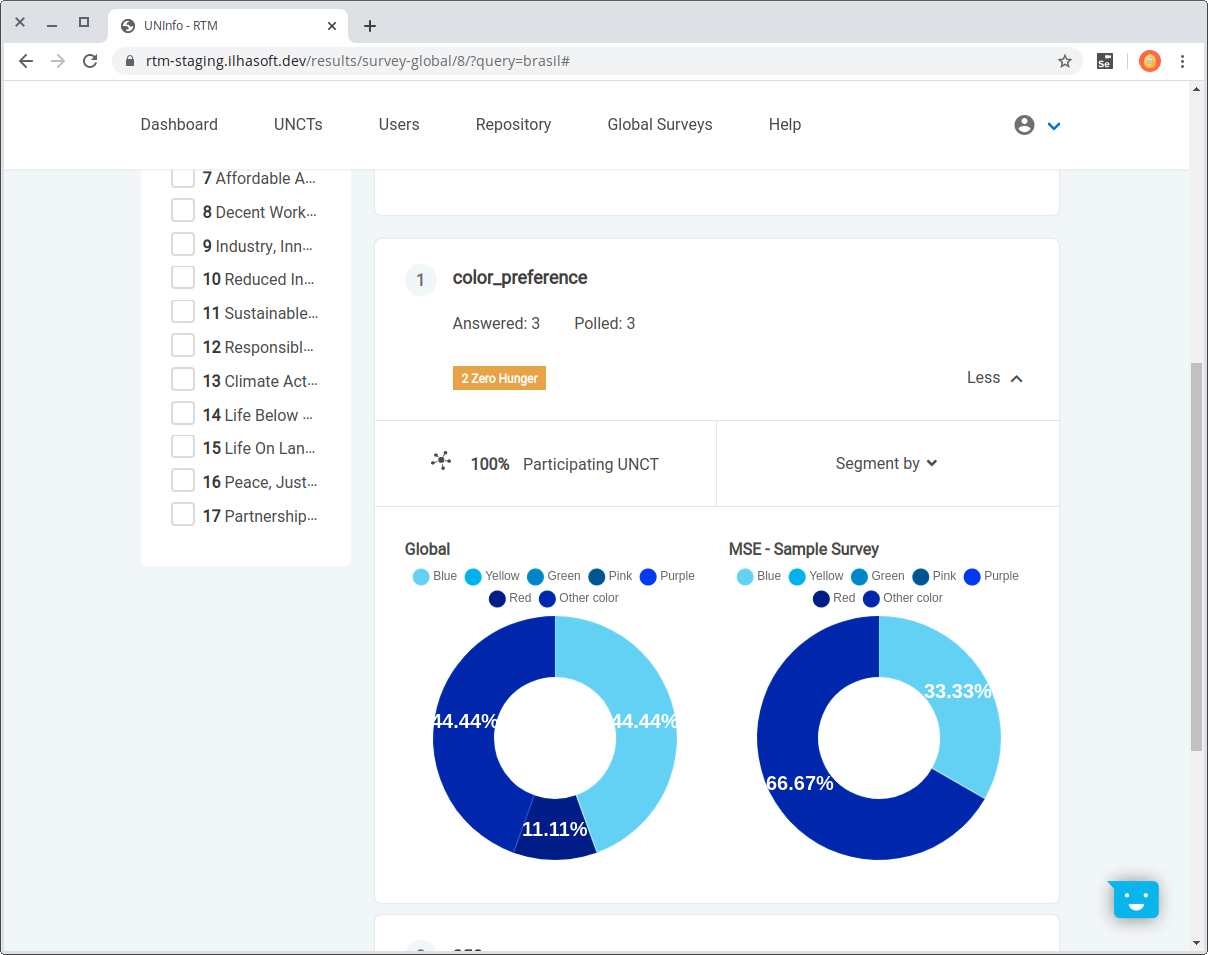 UNInfo - RTM
rtm-staging.ilhasoft.dev/results/survey-global/8/?query=brasil#
Se
Dashboard UNCTs Users Repository Global Surveys Help
7 Affordable A...
8 Decent Work...
9 Industry, Inn...
10 Reduced In...
11 Sustainable...
12 Responsibl...
13 Climate Act...
14 Life Below ...
15 Life On Lan...
16 Peace, Just...
17 Partnership...
1 color_preference
Answered: 3 Polled: 3
2 Zero Hunger
Less
100% Participating UNCT
Segment by
Global
Blue Yellow Green Pink Purple
Red Other color
44.44% 44.44%
11.11%
MSE - Sample Survey
Blue Yellow Green Pink Purple
Red Other color
33.33%
66.67%